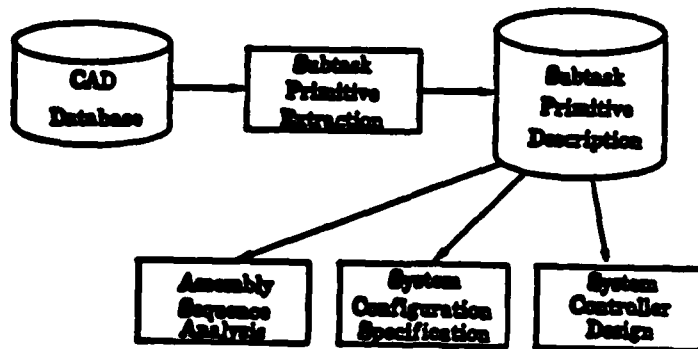 CAD
Database
Subtask
Primitive
Extraction
Subtask
Primitive
Description
Assembly
Sequence
Analysis
System
Configuration
Specification
System
Controller
Design